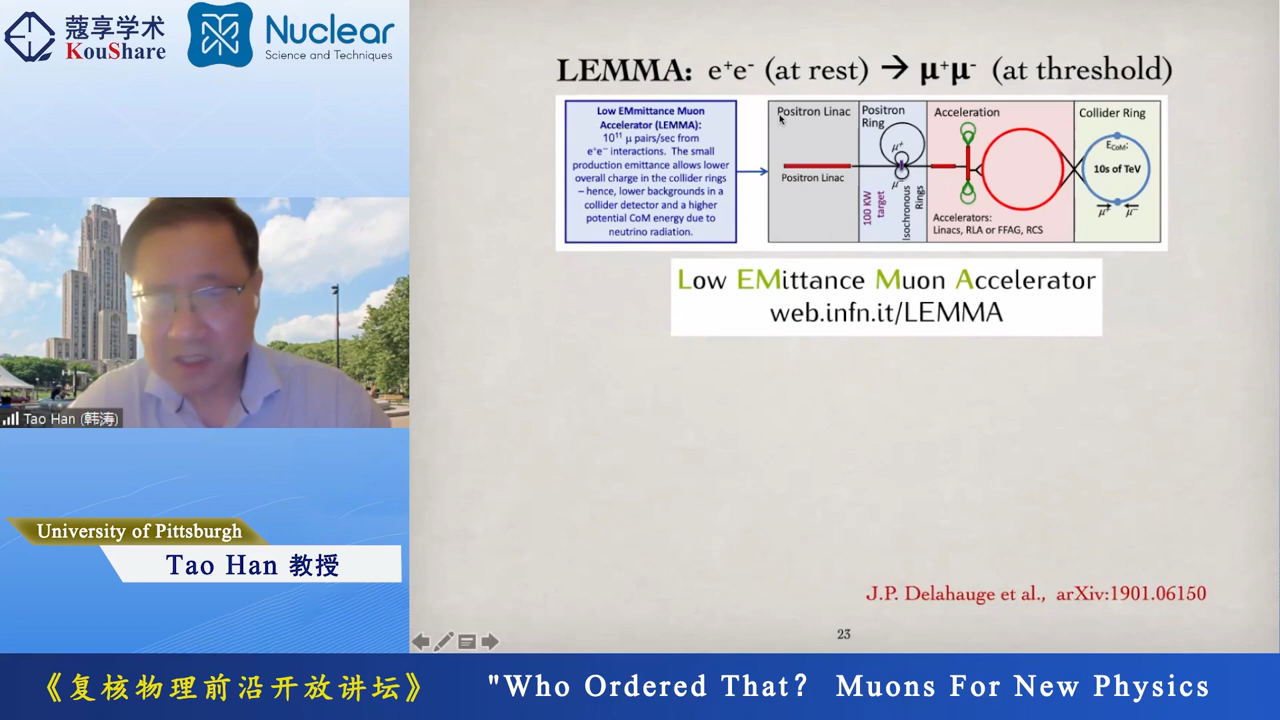 蔻享学术
KouShare
Nuclear
Science and Techniques
LEMMA: e⁺e⁻ (at rest) → μ⁺μ⁻ (at threshold)
Low EMmittance Muon
Accelerator (LEMMA):
10¹¹ μ pairs/sec from
e⁺e⁻ interactions. The small
production emittance allows lower
overall charge in the collider rings
– hence, lower backgrounds in a
collider detector and a higher
potential CoM energy due to
neutrino radiation.
Positron Linac
Positron Linac
Positron
Ring
μ⁺
μ⁻
100 KW
target
Isochronous
Rings
Acceleration
Accelerators:
Linacs, RLA or FFAG, RCS
Collider Ring
E_CoM:
10s of TeV
μ⁺ μ⁻
Low EMittance Muon Accelerator
web.infn.it/LEMMA
J.P. Delahauge et al., arXiv:1901.06150
23
Tao Han (韩涛)
University of Pittsburgh
Tao Han 教授
《复核物理前沿开放讲坛》
"Who Ordered That? Muons For New Physics